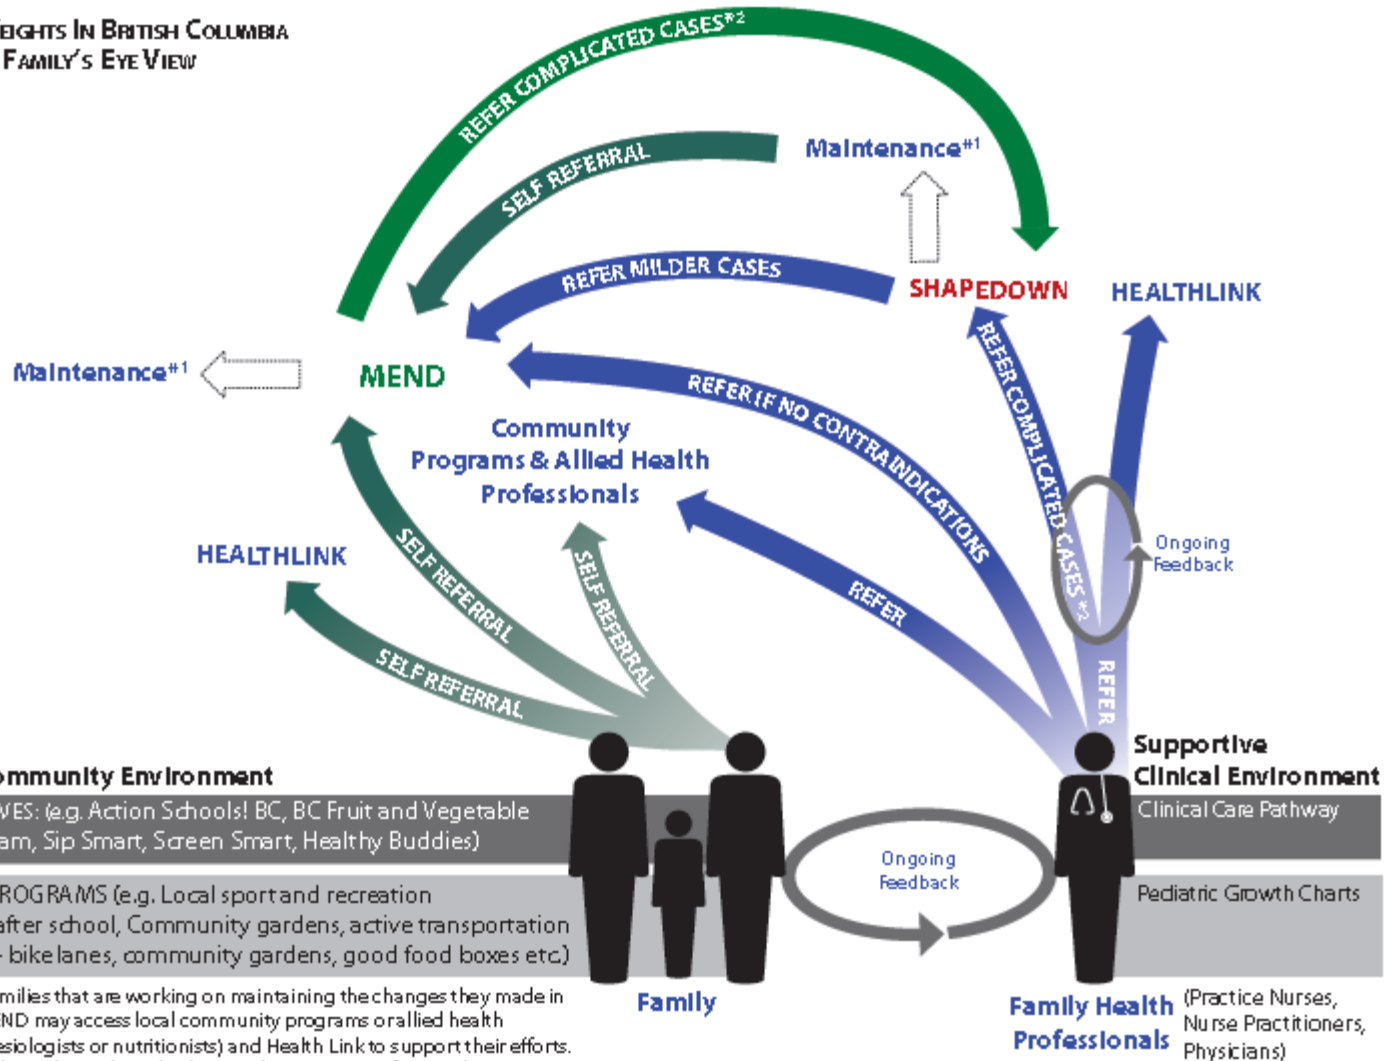 EIGHTS IN BRITISH COLUMBIA
FAMILY'S EYE VIEW
REFER COMPLICATED CASES*2
SELF REFERRAL
Maintenance#1
REFER MILDER CASES
SHAPEDOWN
HEALTHLINK
Maintenance#1
MEND
REFER IF NO CONTRAINDICATIONS
REFER COMPLICATED CASES*2
Community
Programs & Allied Health
Professionals
HEALTHLINK
SELF REFERRAL
SELF REFERRAL
SELF REFERRAL
REFER
Ongoing
Feedback
REFER
Supportive
Clinical Environment
Clinical Care Pathway
Pediatric Growth Charts
ommunity Environment
VES: (e.g. Action Schools! BC, BC Fruit and Vegetable
am, Sip Smart, Screen Smart, Healthy Buddies)
ROGRAMS (e.g. Local sport and recreation
after school, Community gardens, active transportation
- bike lanes, community gardens, good food boxes etc.)
Ongoing
Feedback
Family
Family Health
Professionals
(Practice Nurses,
Nurse Practitioners,
Physicians)
milies that are working on maintaining the changes they made in
END may access local community programs or allied health
esiologists or nutritionists) and Health Link to support their efforts.